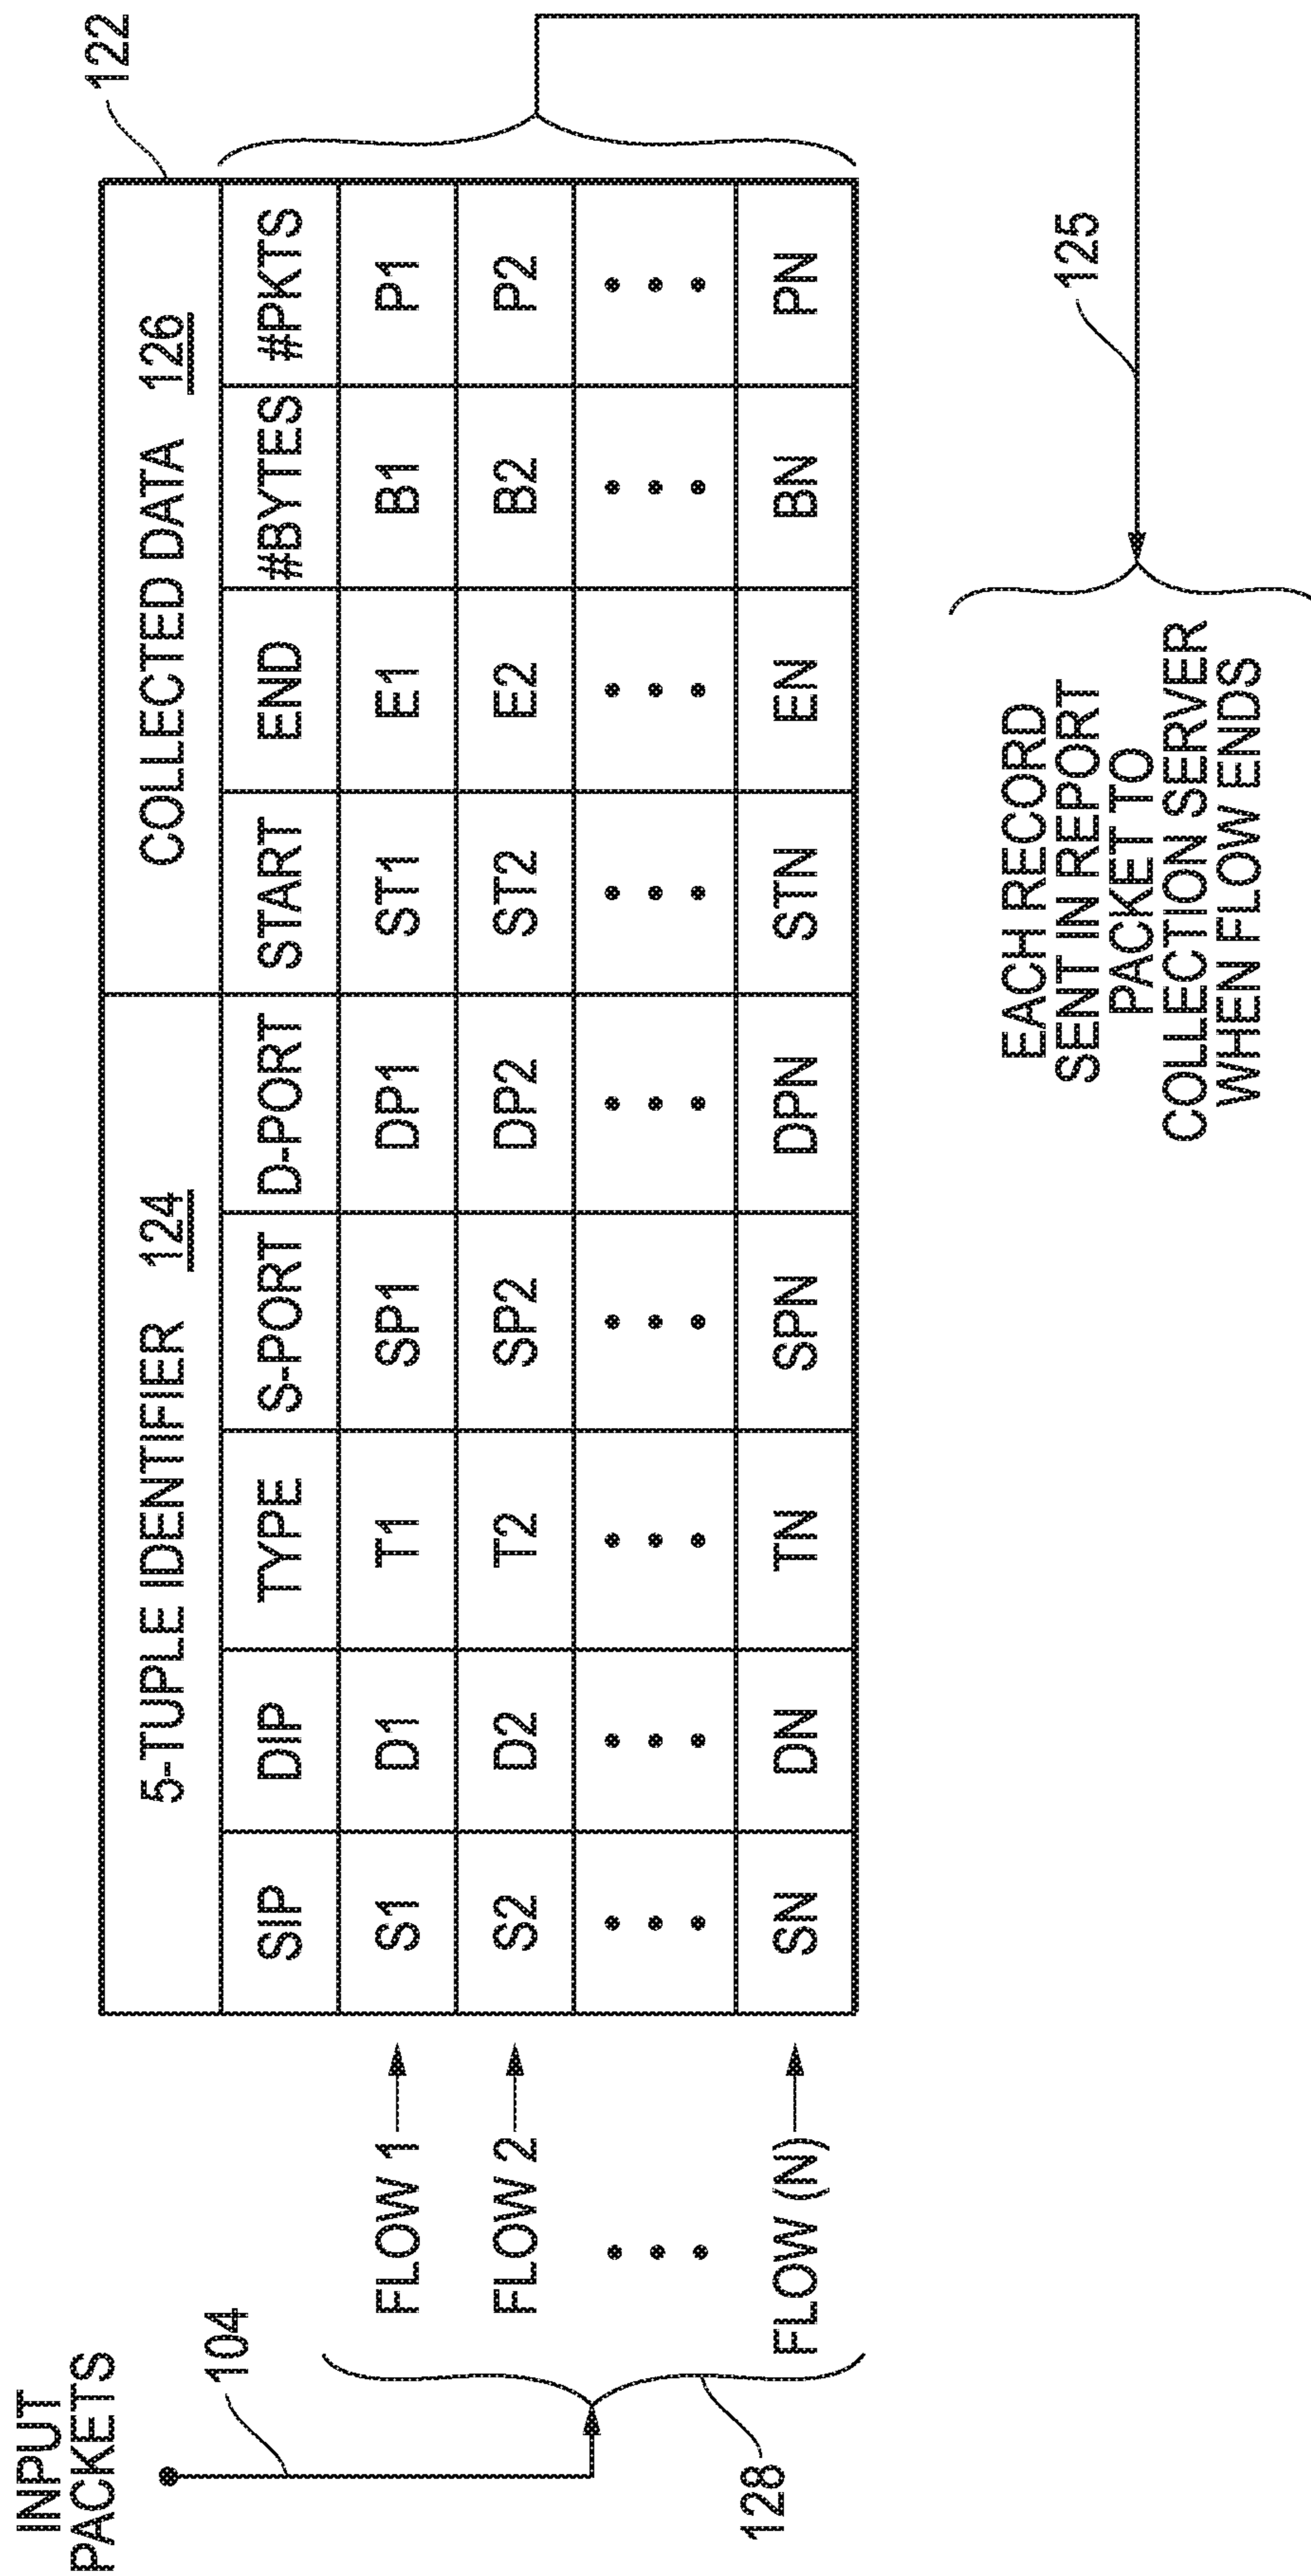 INPUT
PACKETS
104
128
FLOW 1
FLOW 2
FLOW (N)
122
5-TUPLE IDENTIFIER 124 COLLECTED DATA 126
SIP DIP TYPE S-PORT D-PORT START END #BYTES #PKTS
S1 D1 T1 SP1 DP1 ST1 E1 B1 P1
S2 D2 T2 SP2 DP2 ST2 E2 B2 P2
SN DN TN SPN DPN STN EN BN PN
125
EACH RECORD
SENT IN REPORT
PACKET TO
COLLECTION SERVER
WHEN FLOW ENDS